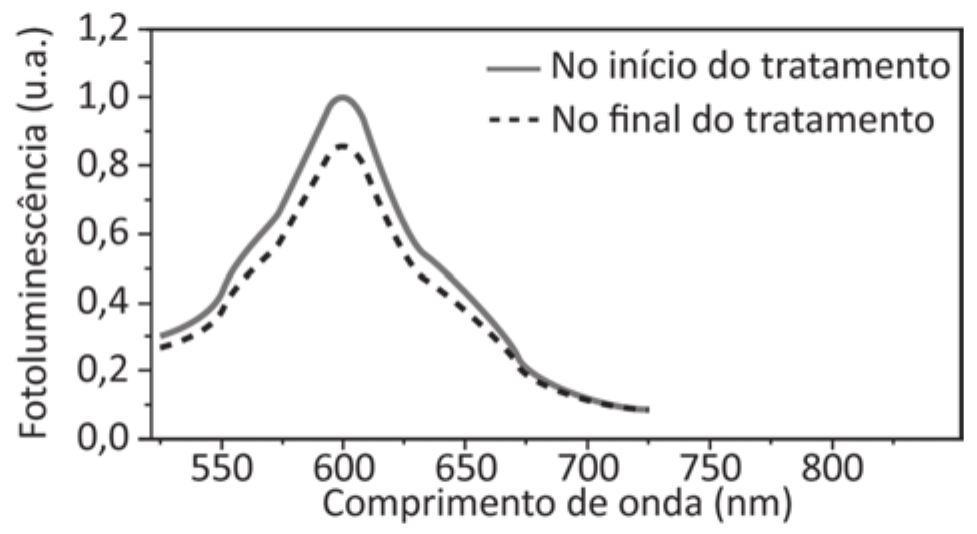 Fotoluminescência (u.a.)
1,2
1,0
0,8
0,6
0,4
0,2
0,0
No início do tratamento
No final do tratamento
550 600 650 700 750 800
Comprimento de onda (nm)